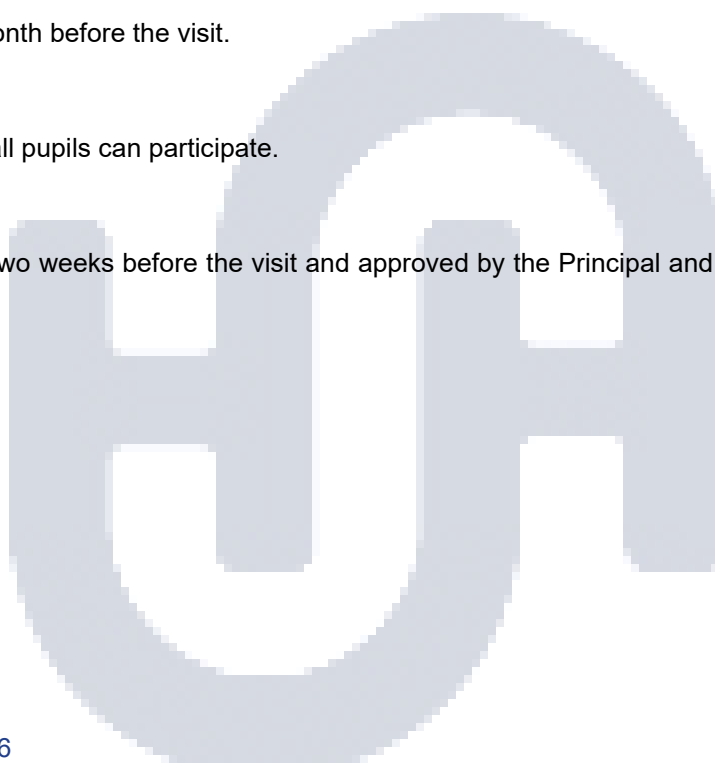 onth before the visit.
ll pupils can participate.
wo weeks before the visit and approved by the Principal and
6